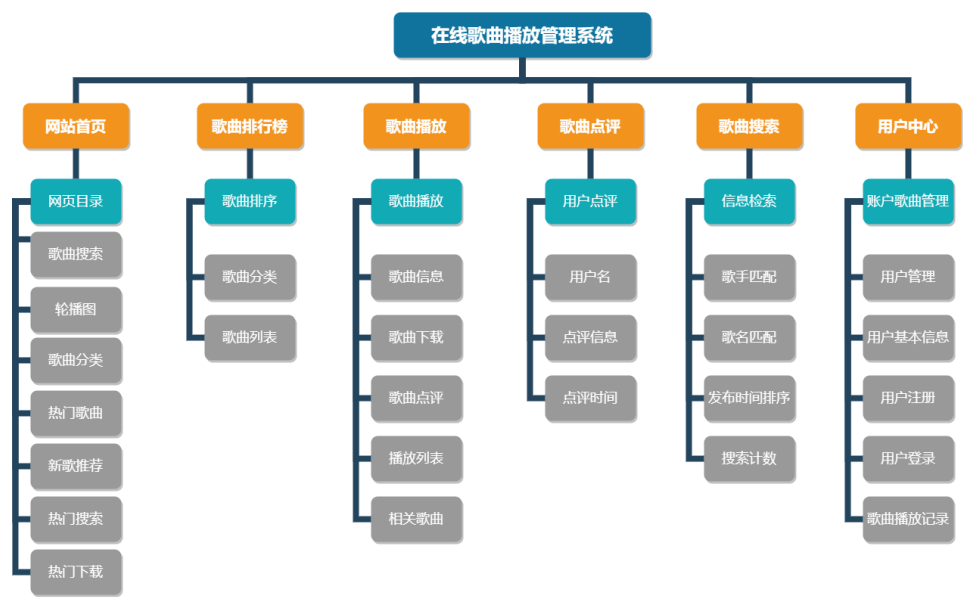 在线歌曲播放管理系统
网站首页
歌曲排行榜
歌曲播放
歌曲点评
歌曲搜索
用户中心
网页目录
歌曲搜索
轮播图
歌曲分类
热门歌曲
新歌推荐
热门搜索
热门下载
歌曲排序
歌曲分类
歌曲列表
歌曲播放
歌曲信息
歌曲下载
歌曲点评
播放列表
相关歌曲
用户点评
用户名
点评信息
点评时间
信息检索
歌手匹配
歌名匹配
发布时间排序
搜索计数
账户歌曲管理
用户管理
用户基本信息
用户注册
用户登录
歌曲播放记录